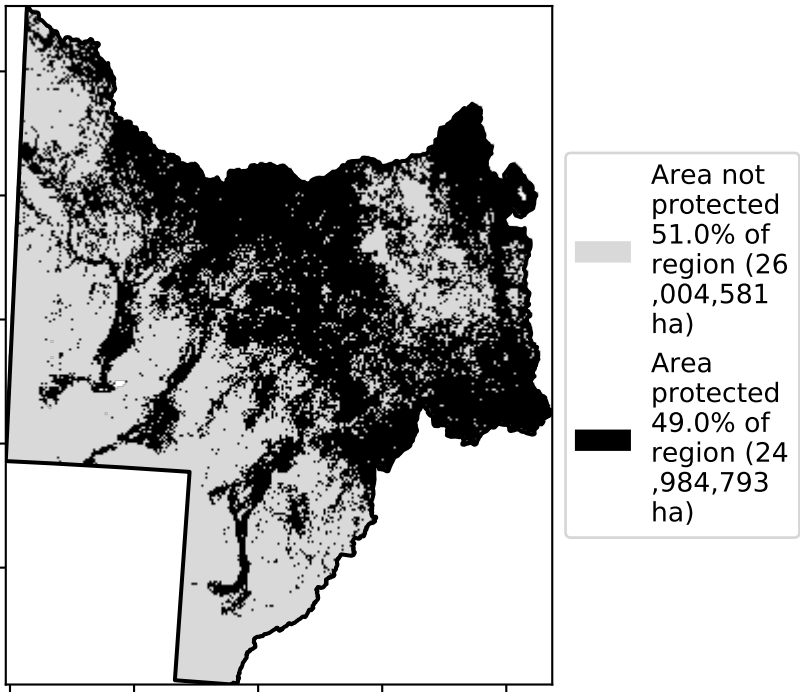 Area not
protected
51.0% of
region (26
,004,581
ha)
Area
protected
49.0% of
region (24
,984,793
ha)